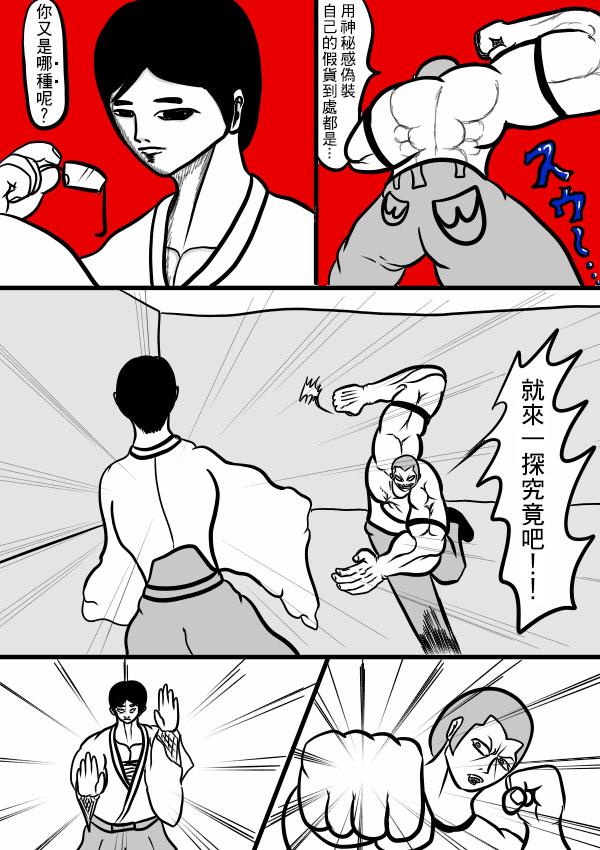 用神秘感偽裝
自己的假貨到處都是⋯
スウ〜⋯
你又是哪種呢？
就來一探究竟吧！！